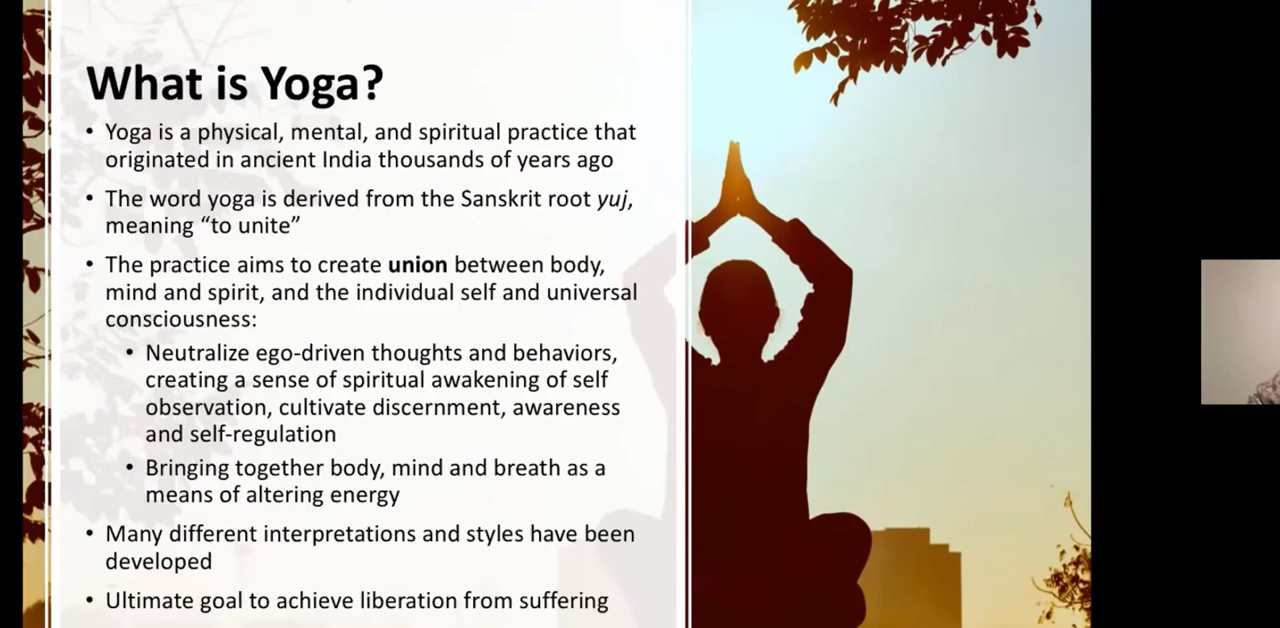 What is Yoga?
• Yoga is a physical, mental, and spiritual practice that
originated in ancient India thousands of years ago
• The word yoga is derived from the Sanskrit root yuj,
meaning “to unite”
• The practice aims to create union between body,
mind and spirit, and the individual self and universal
consciousness:
• Neutralize ego-driven thoughts and behaviors,
creating a sense of spiritual awakening of self
observation, cultivate discernment, awareness
and self-regulation
• Bringing together body, mind and breath as a
means of altering energy
• Many different interpretations and styles have been
developed
• Ultimate goal to achieve liberation from suffering